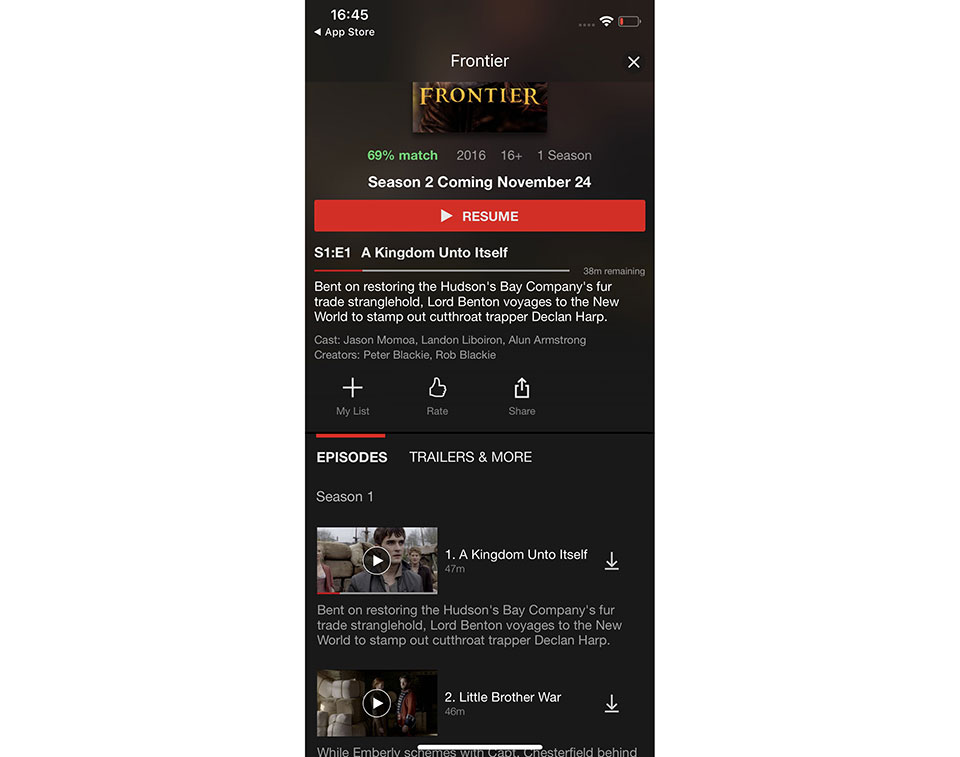 16:45
App Store
Frontier
FRONTIER
69% match 2016 16+ 1 Season
Season 2 Coming November 24
RESUME
S1:E1 A Kingdom Unto Itself
38m remaining
Bent on restoring the Hudson's Bay Company's fur
trade stranglehold, Lord Benton voyages to the New
World to stamp out cutthroat trapper Declan Harp.
Cast: Jason Momoa, Landon Liboiron, Alun Armstrong
Creators: Peter Blackie, Rob Blackie
My List Rate Share
EPISODES TRAILERS & MORE
Season 1
1. A Kingdom Unto Itself
47m
Bent on restoring the Hudson's Bay Company's fur
trade stranglehold, Lord Benton voyages to the New
World to stamp out cutthroat trapper Declan Harp.
2. Little Brother War
46m
While Emberly schemes with Capt. Chesterfield behind